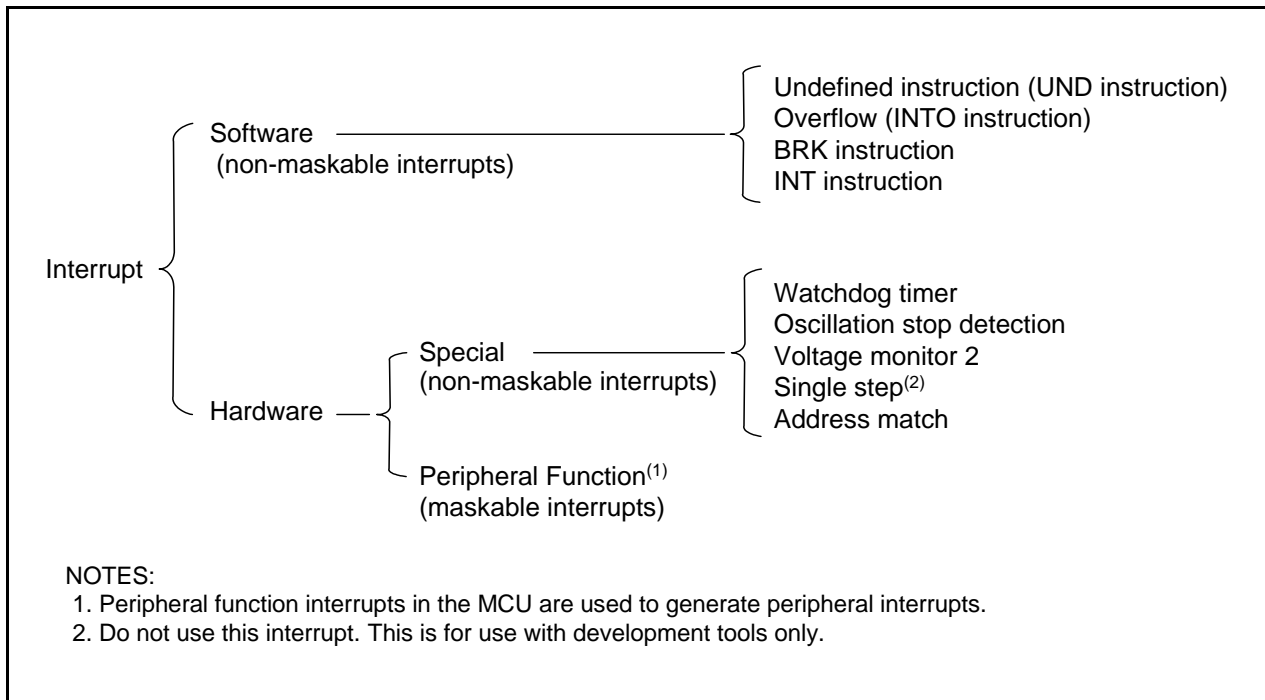 Interrupt
Software
(non-maskable interrupts)
Undefined instruction (UND instruction)
Overflow (INTO instruction)
BRK instruction
INT instruction
Hardware
Special
(non-maskable interrupts)
Watchdog timer
Oscillation stop detection
Voltage monitor 2
Single step(2)
Address match
Peripheral Function(1)
(maskable interrupts)
NOTES:
1. Peripheral function interrupts in the MCU are used to generate peripheral interrupts.
2. Do not use this interrupt. This is for use with development tools only.